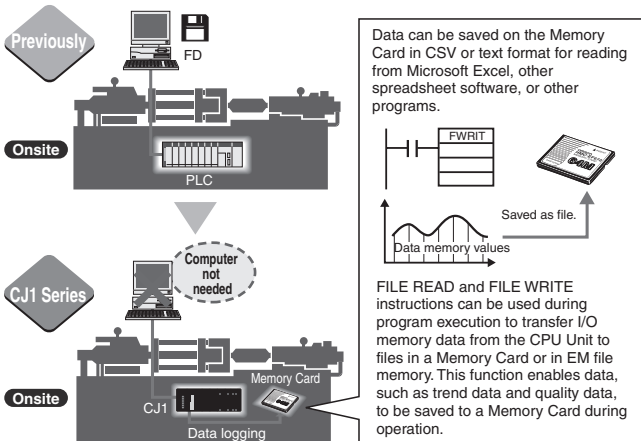 Previously
FD
Onsite
PLC
CJ1 Series
Computer
not
needed
Onsite
CJ1
Memory Card
Data logging
Data can be saved on the Memory
Card in CSV or text format for reading
from Microsoft Excel, other
spreadsheet software, or other
programs.
FWRIT
64M
Saved as file.
Data memory values
FILE READ and FILE WRITE
instructions can be used during
program execution to transfer I/O
memory data from the CPU Unit to
files in a Memory Card or in EM file
memory. This function enables data,
such as trend data and quality data,
to be saved to a Memory Card during
operation.